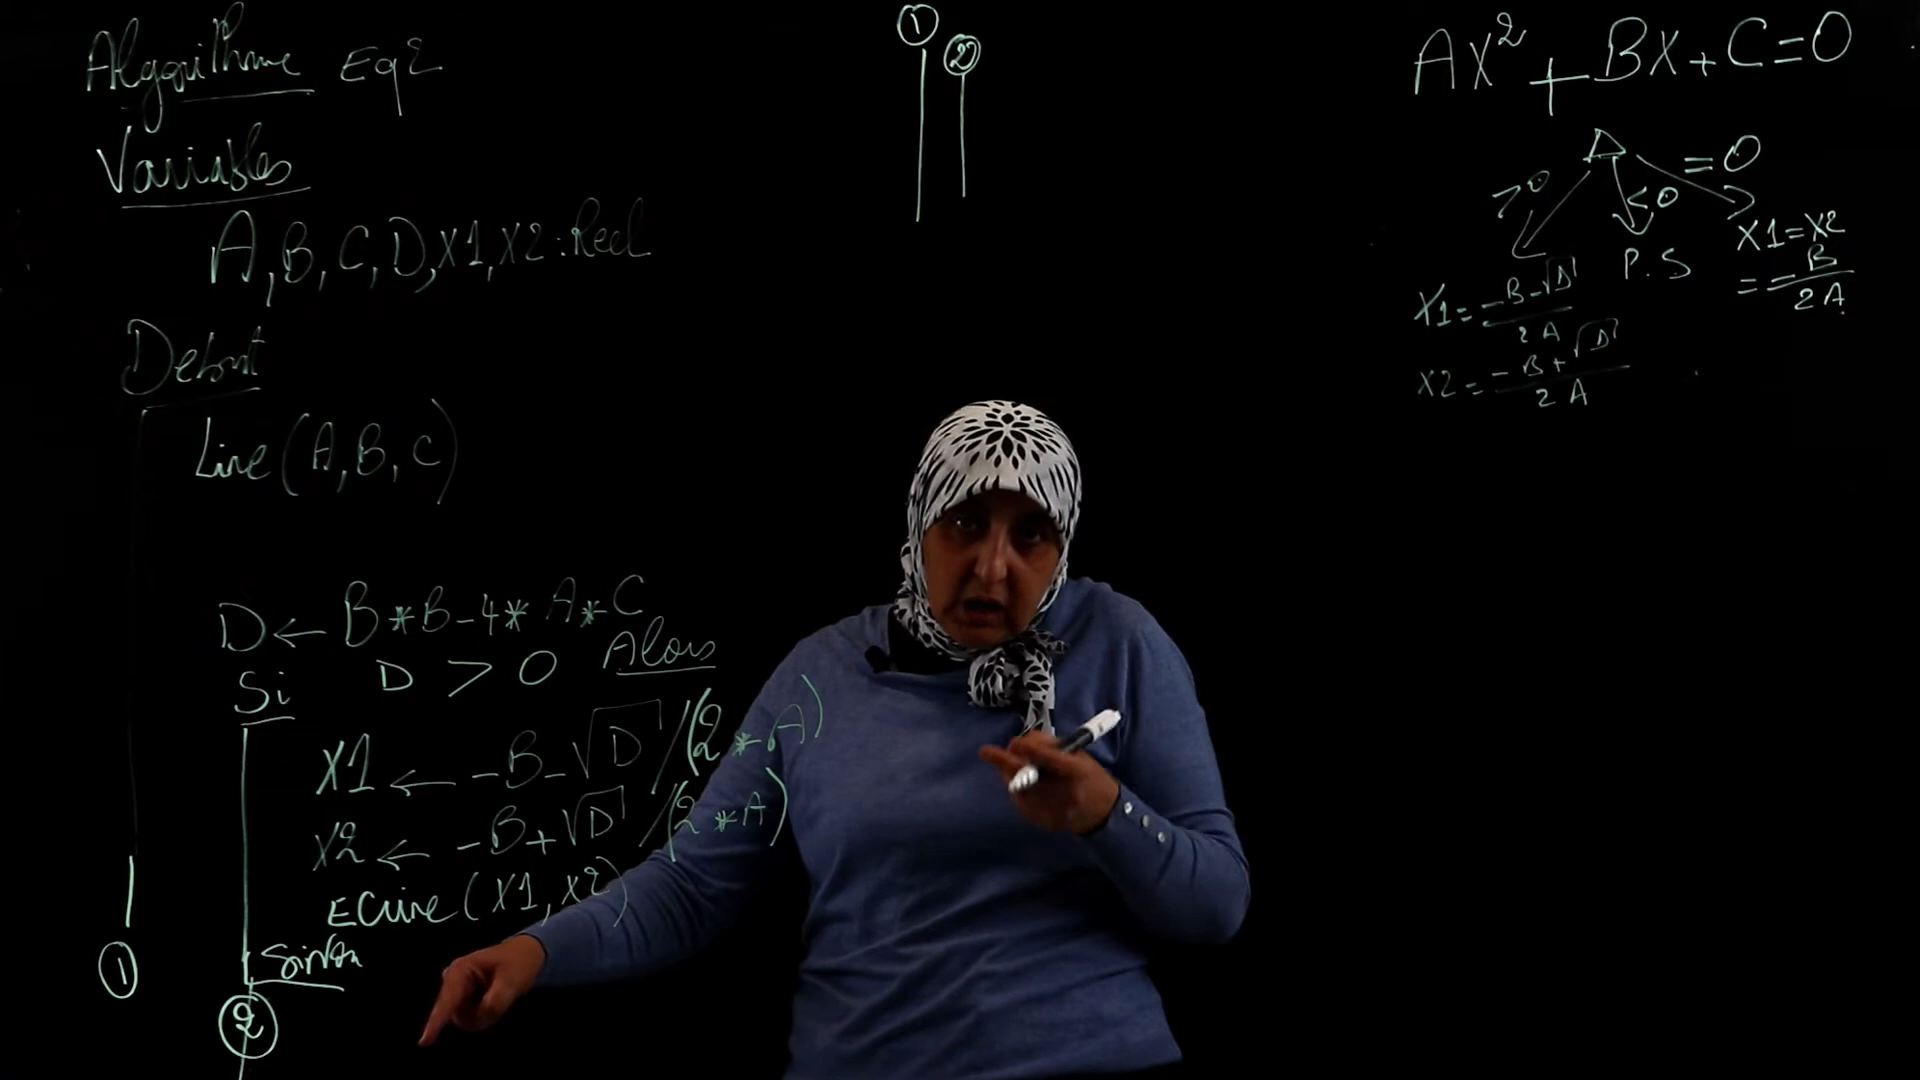 Algorithme Eq2
Variables
A, B, C, D, X1, X2 : Reel
Debut
Lire (A, B, C)
D ← B * B - 4 * A * C
Si D > 0 Alors
X1 ← -B - √D / (2 * A)
X2 ← -B + √D / (2 * A)
Ecrire (X1, X2)
Sinon
1
2
1
2
AX² + BX + C = 0
Δ
> 0
< 0
= 0
X1 = (-B - √D) / 2A
X2 = (-B + √D) / 2A
P.S
X1 = X2
= -B / 2A